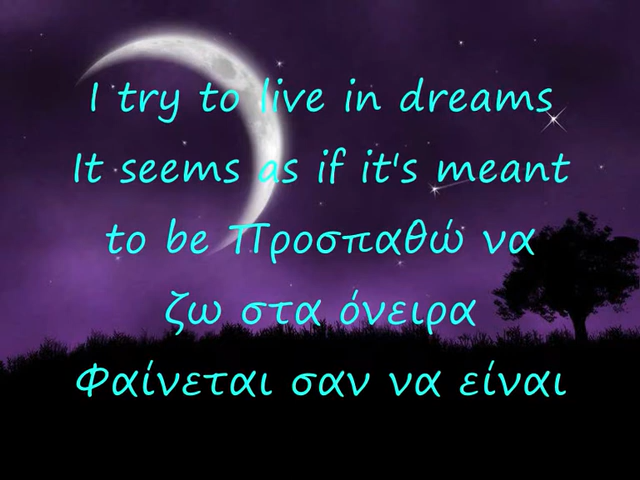 I try to live in dreams
It seems as if it's meant
to be Προσπαθώ να
ζω στα όνειρα
Φαίνεται σαν να είναι